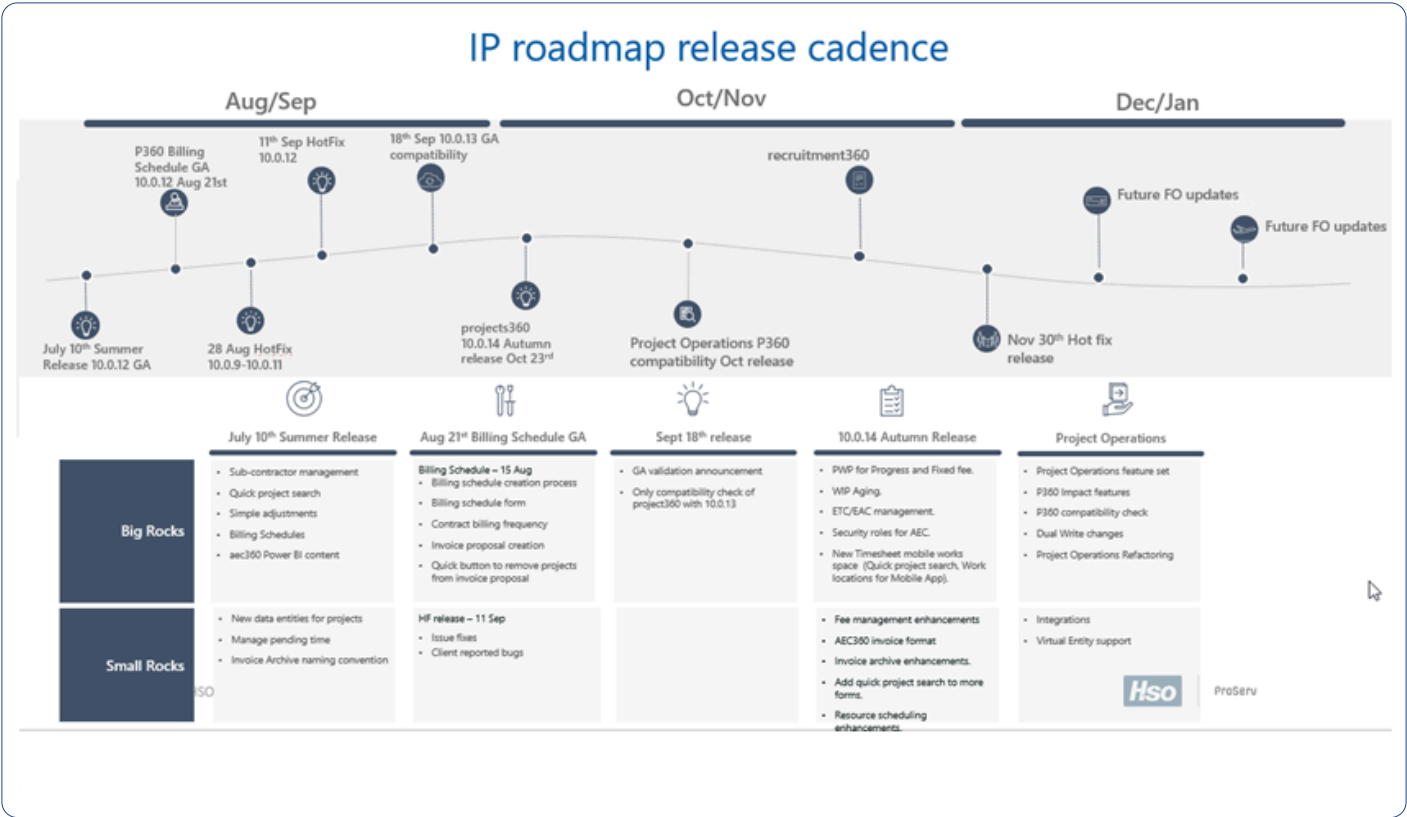 IP roadmap release cadence
Aug/Sep
Oct/Nov
Dec/Jan
P360 Billing
Schedule GA
10.0.12 Aug 21st
11th Sep HotFix
10.0.12
18th Sep 10.0.13 GA
compatibility
recruitment360
Future FO updates
Future FO updates
July 10th Summer
Release 10.0.12 GA
28 Aug HotFix
10.0.9-10.0.11
projects360
10.0.14 Autumn
release Oct 23rd
Project Operations P360
compatibility Oct release
Nov 30th Hot fix
release
July 10th Summer Release
Aug 21st Billing Schedule GA
Sept 18th release
10.0.14 Autumn Release
Project Operations
Big Rocks
• Sub-contractor management
• Quick project search
• Simple adjustments
• Billing Schedules
• aec360 Power BI content
Billing Schedule – 15 Aug
• Billing schedule creation process
• Billing schedule form
• Contract billing frequency
• Invoice proposal creation
• Quick button to remove projects
from invoice proposal
• GA validation announcement
• Only compatibility check of
project360 with 10.0.13
• PWP for Progress and Fixed fee.
• WIP Aging.
• ETC/EAC management.
• Security roles for AEC.
• New Timesheet mobile works
space (Quick project search, Work
locations for Mobile App).
• Project Operations feature set
• P360 Impact features
• P360 compatibility check
• Dual Write changes
• Project Operations Refactoring
Small Rocks
• New data entities for projects
• Manage pending time
• Invoice Archive naming convention
HF release – 11 Sep
• Issue fixes
• Client reported bugs
• Fee management enhancements
• AEC360 invoice format
• Invoice archive enhancements.
• Add quick project search to more
forms.
• Resource scheduling
enhancements.
• Integrations
• Virtual Entity support
HSO
Hso
ProServ